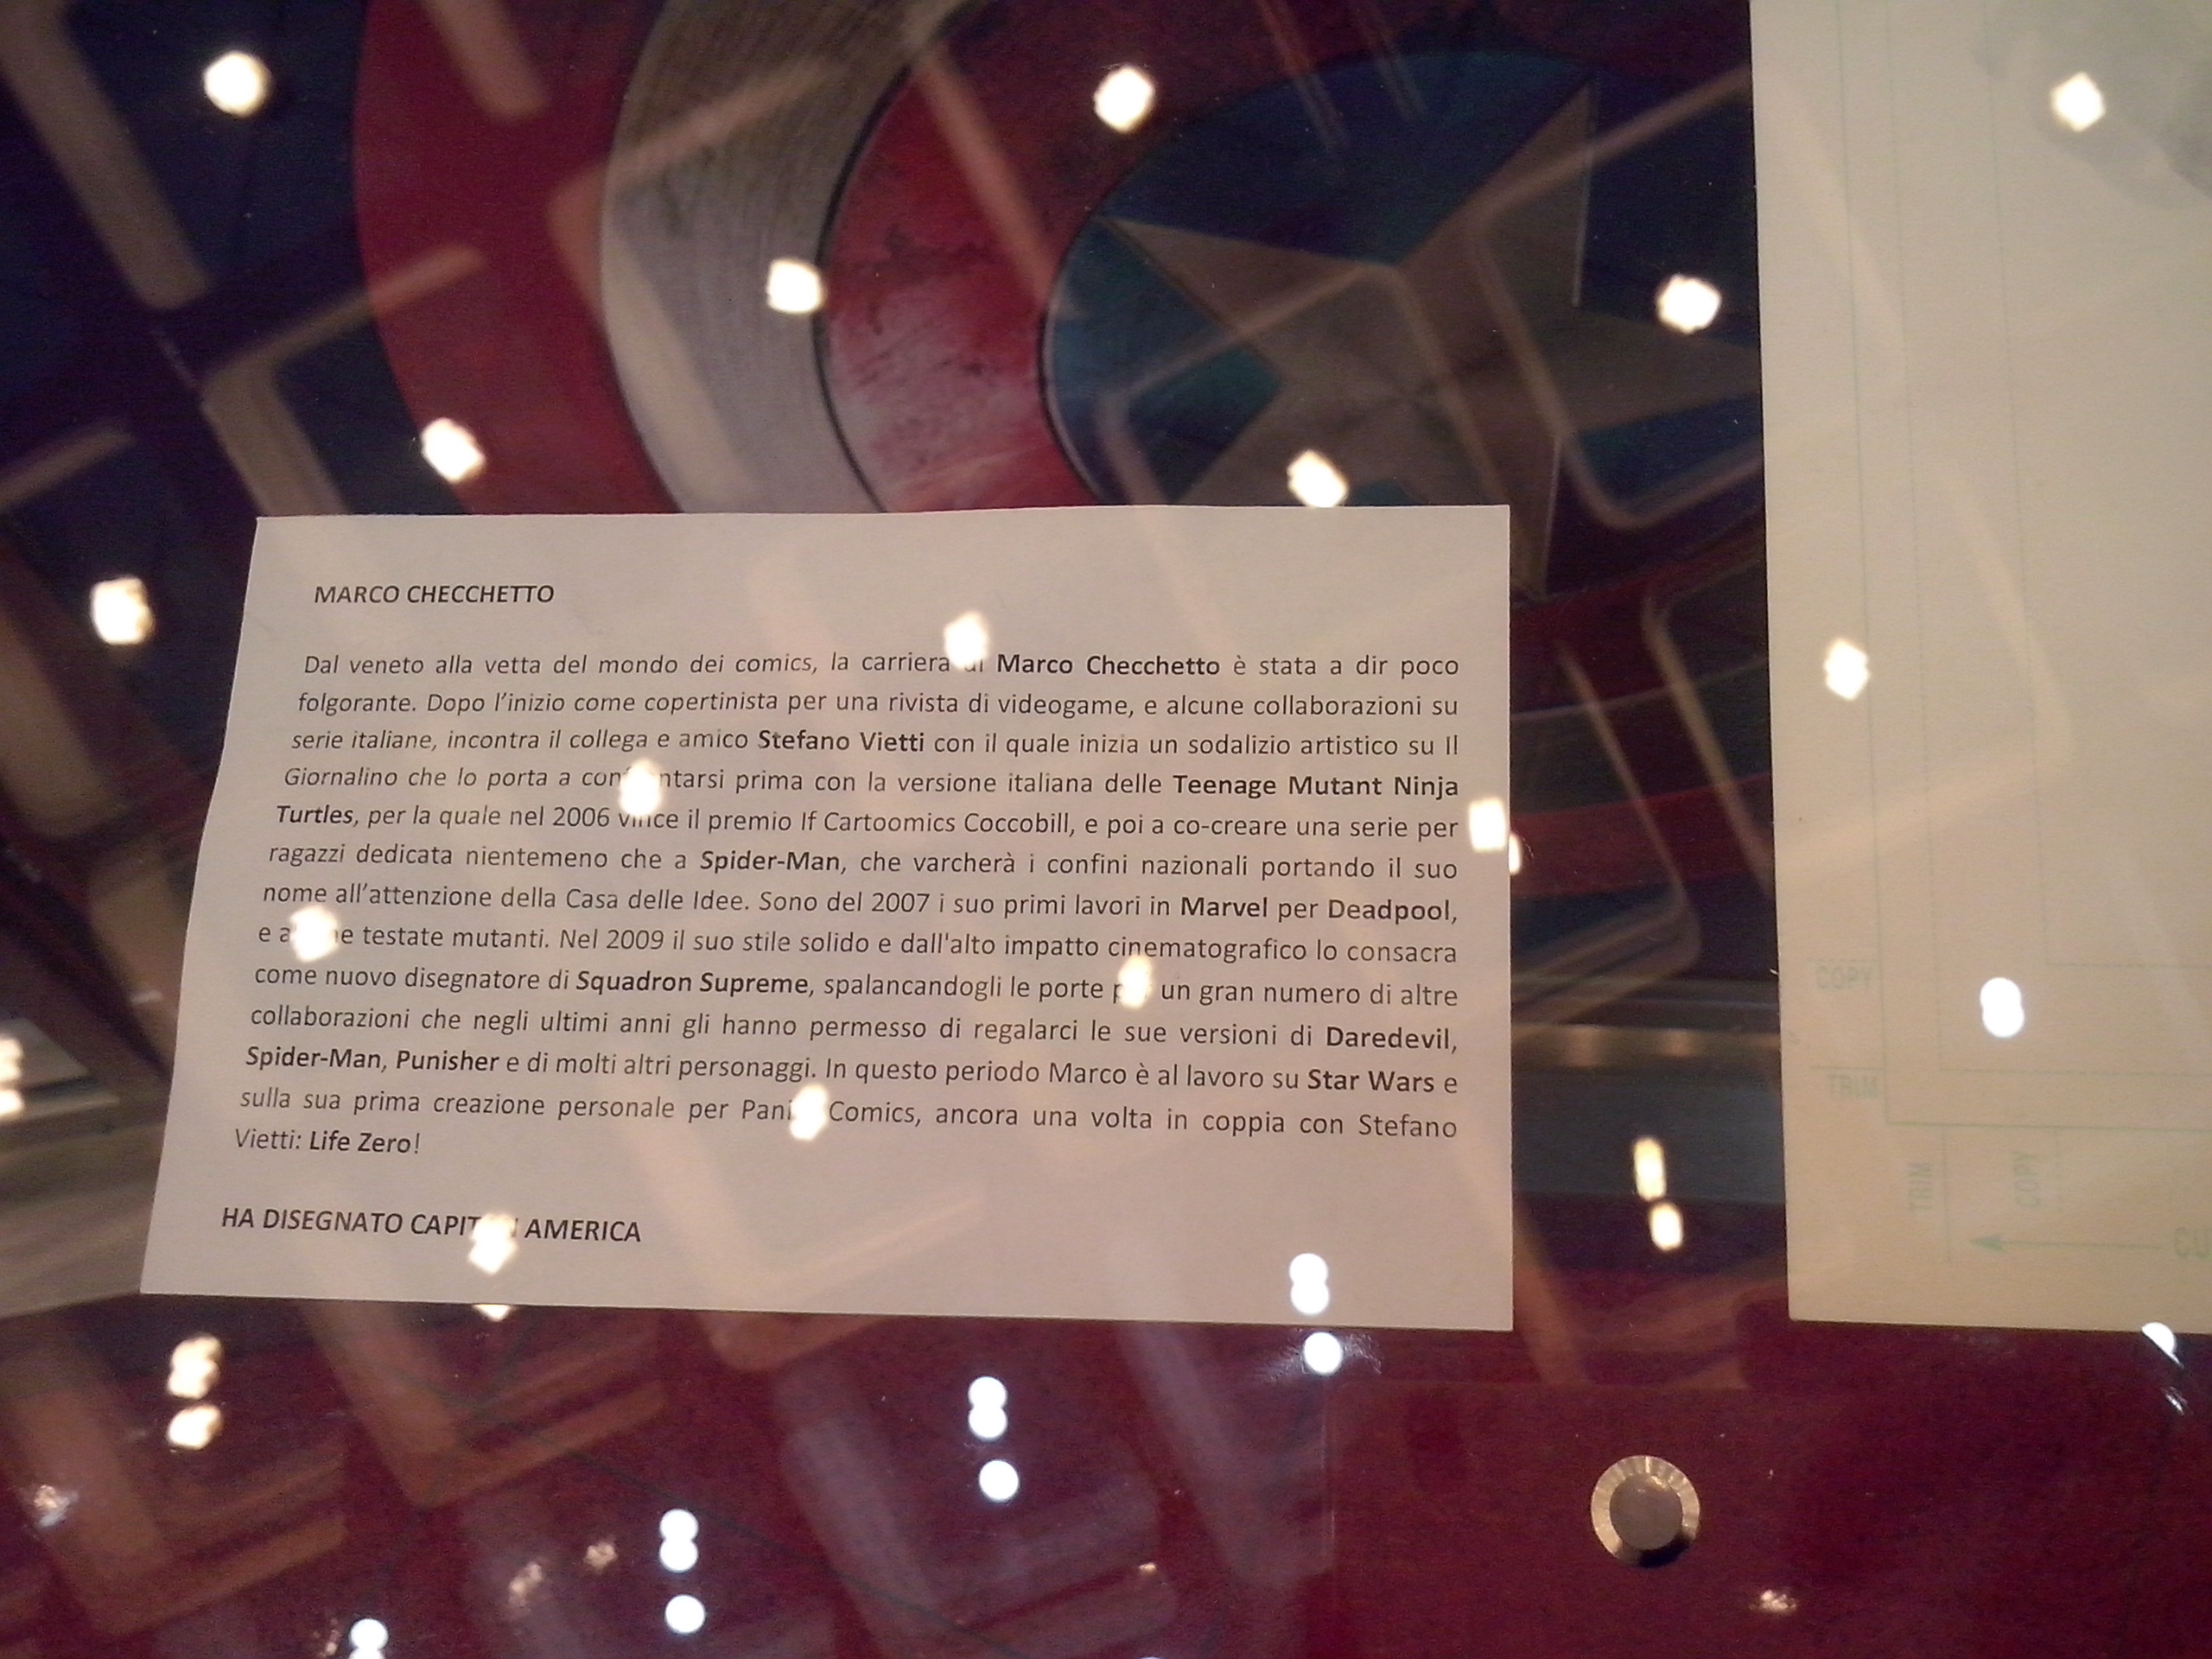 MARCO CHECCHETTO
Dal veneto alla vetta del mondo dei comics, la carriera Marco Checchetto è stata a dir poco
folgorante. Dopo l'inizio come copertinista per una rivista di videogame, e alcune collaborazioni su
serie italiane, incontra il collega e amico Stefano Vietti con il quale inizia un sodalizio artistico su Il
Giornalino che lo porta a prima con la versione italiana delle Teenage Mutant Ninja
Turtles, per la quale nel 2006 vince il premio If Cartoomics Coccobill, e poi a co-creare una serie per
ragazzi dedicata nientemeno che a Spider-Man, che varcherà i confini nazionali portando il suo
nome all'attenzione della Casa delle Idee. Sono del 2007 i suo primi lavori in Marvel per Deadpool,
e testate mutanti. Nel 2009 il suo stile solido e dall'alto impatto cinematografico lo consacra
come nuovo disegnatore di Squadron Supreme, spalancandogli le porte un gran numero di altre
collaborazioni che negli ultimi anni gli hanno permesso di regalarci le sue versioni di Daredevil,
Spider-Man, Punisher e di molti altri personaggi. In questo periodo Marco è al lavoro su Star Wars e
sulla sua prima creazione personale per Comics, ancora una volta in coppia con Stefano
Vietti: Life Zero!
HA DISEGNATO AMERICA
COPY
TRIM
TRIM
COPY